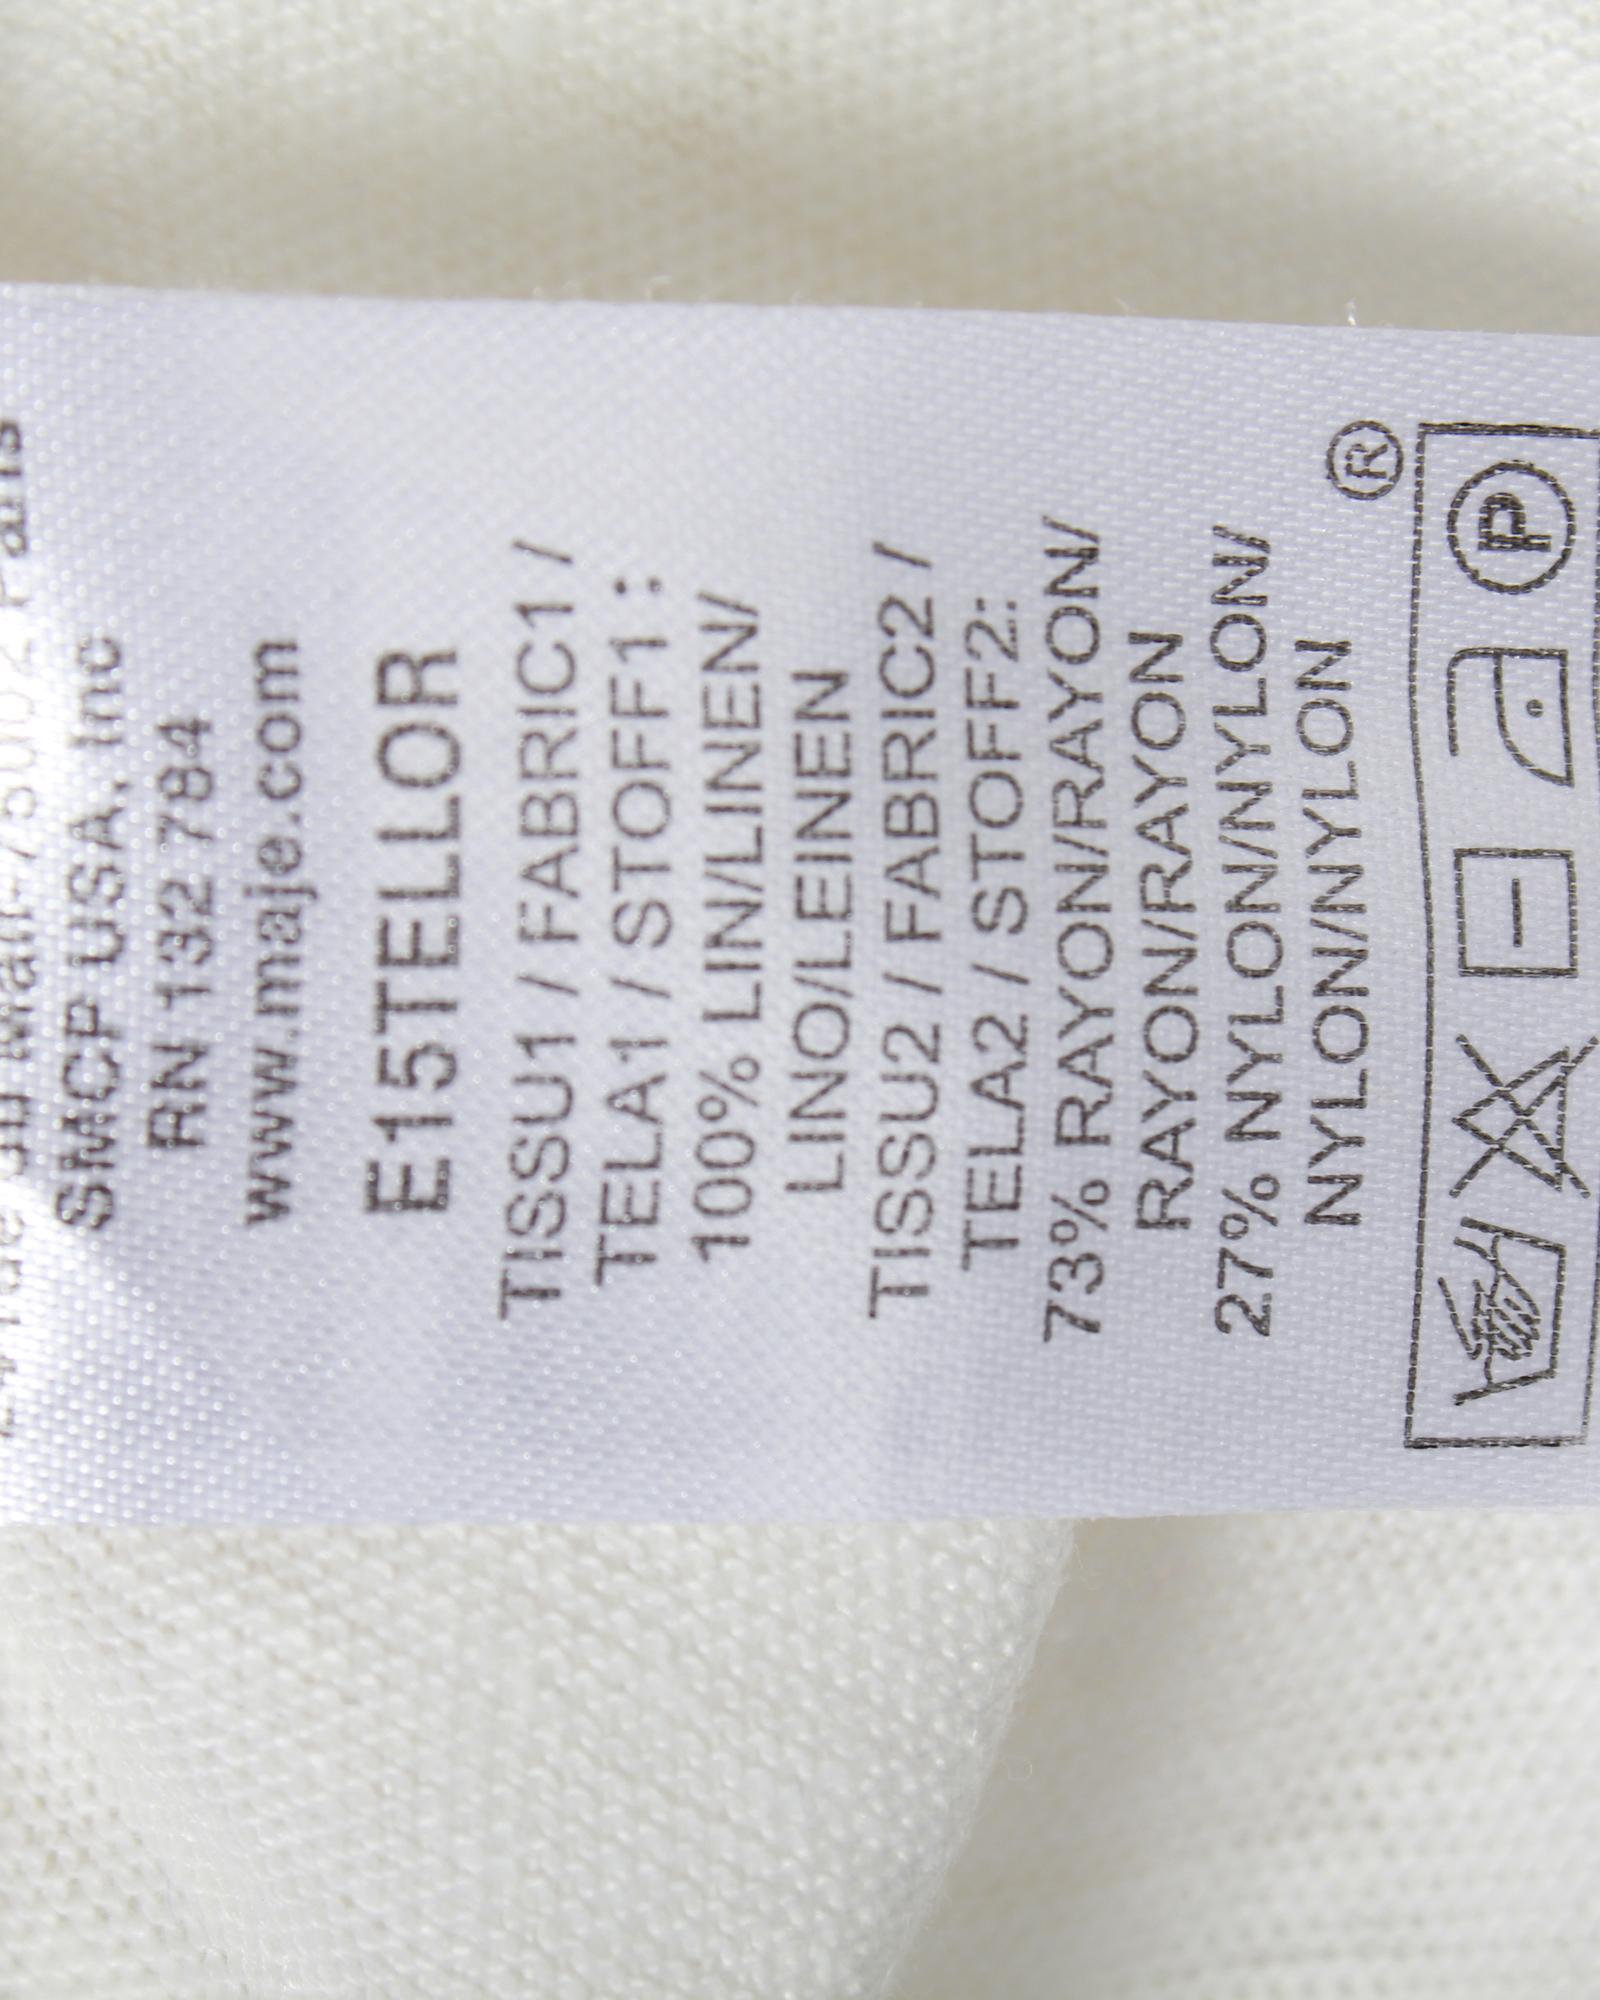 SMCP USA, Inc
RN 132 784
www.maje.com
E15TELLOR
TISSU1 / FABRIC1 /
TELA1 / STOFF1 :
100% LIN/LINEN/
LINO/LEINEN
TISSU2 / FABRIC2 /
TELA2 / STOFF2:
73% RAYON/RAYON/
RAYON/RAYON
27% NYLON/NYLON/
NYLON/NYLON
®
P